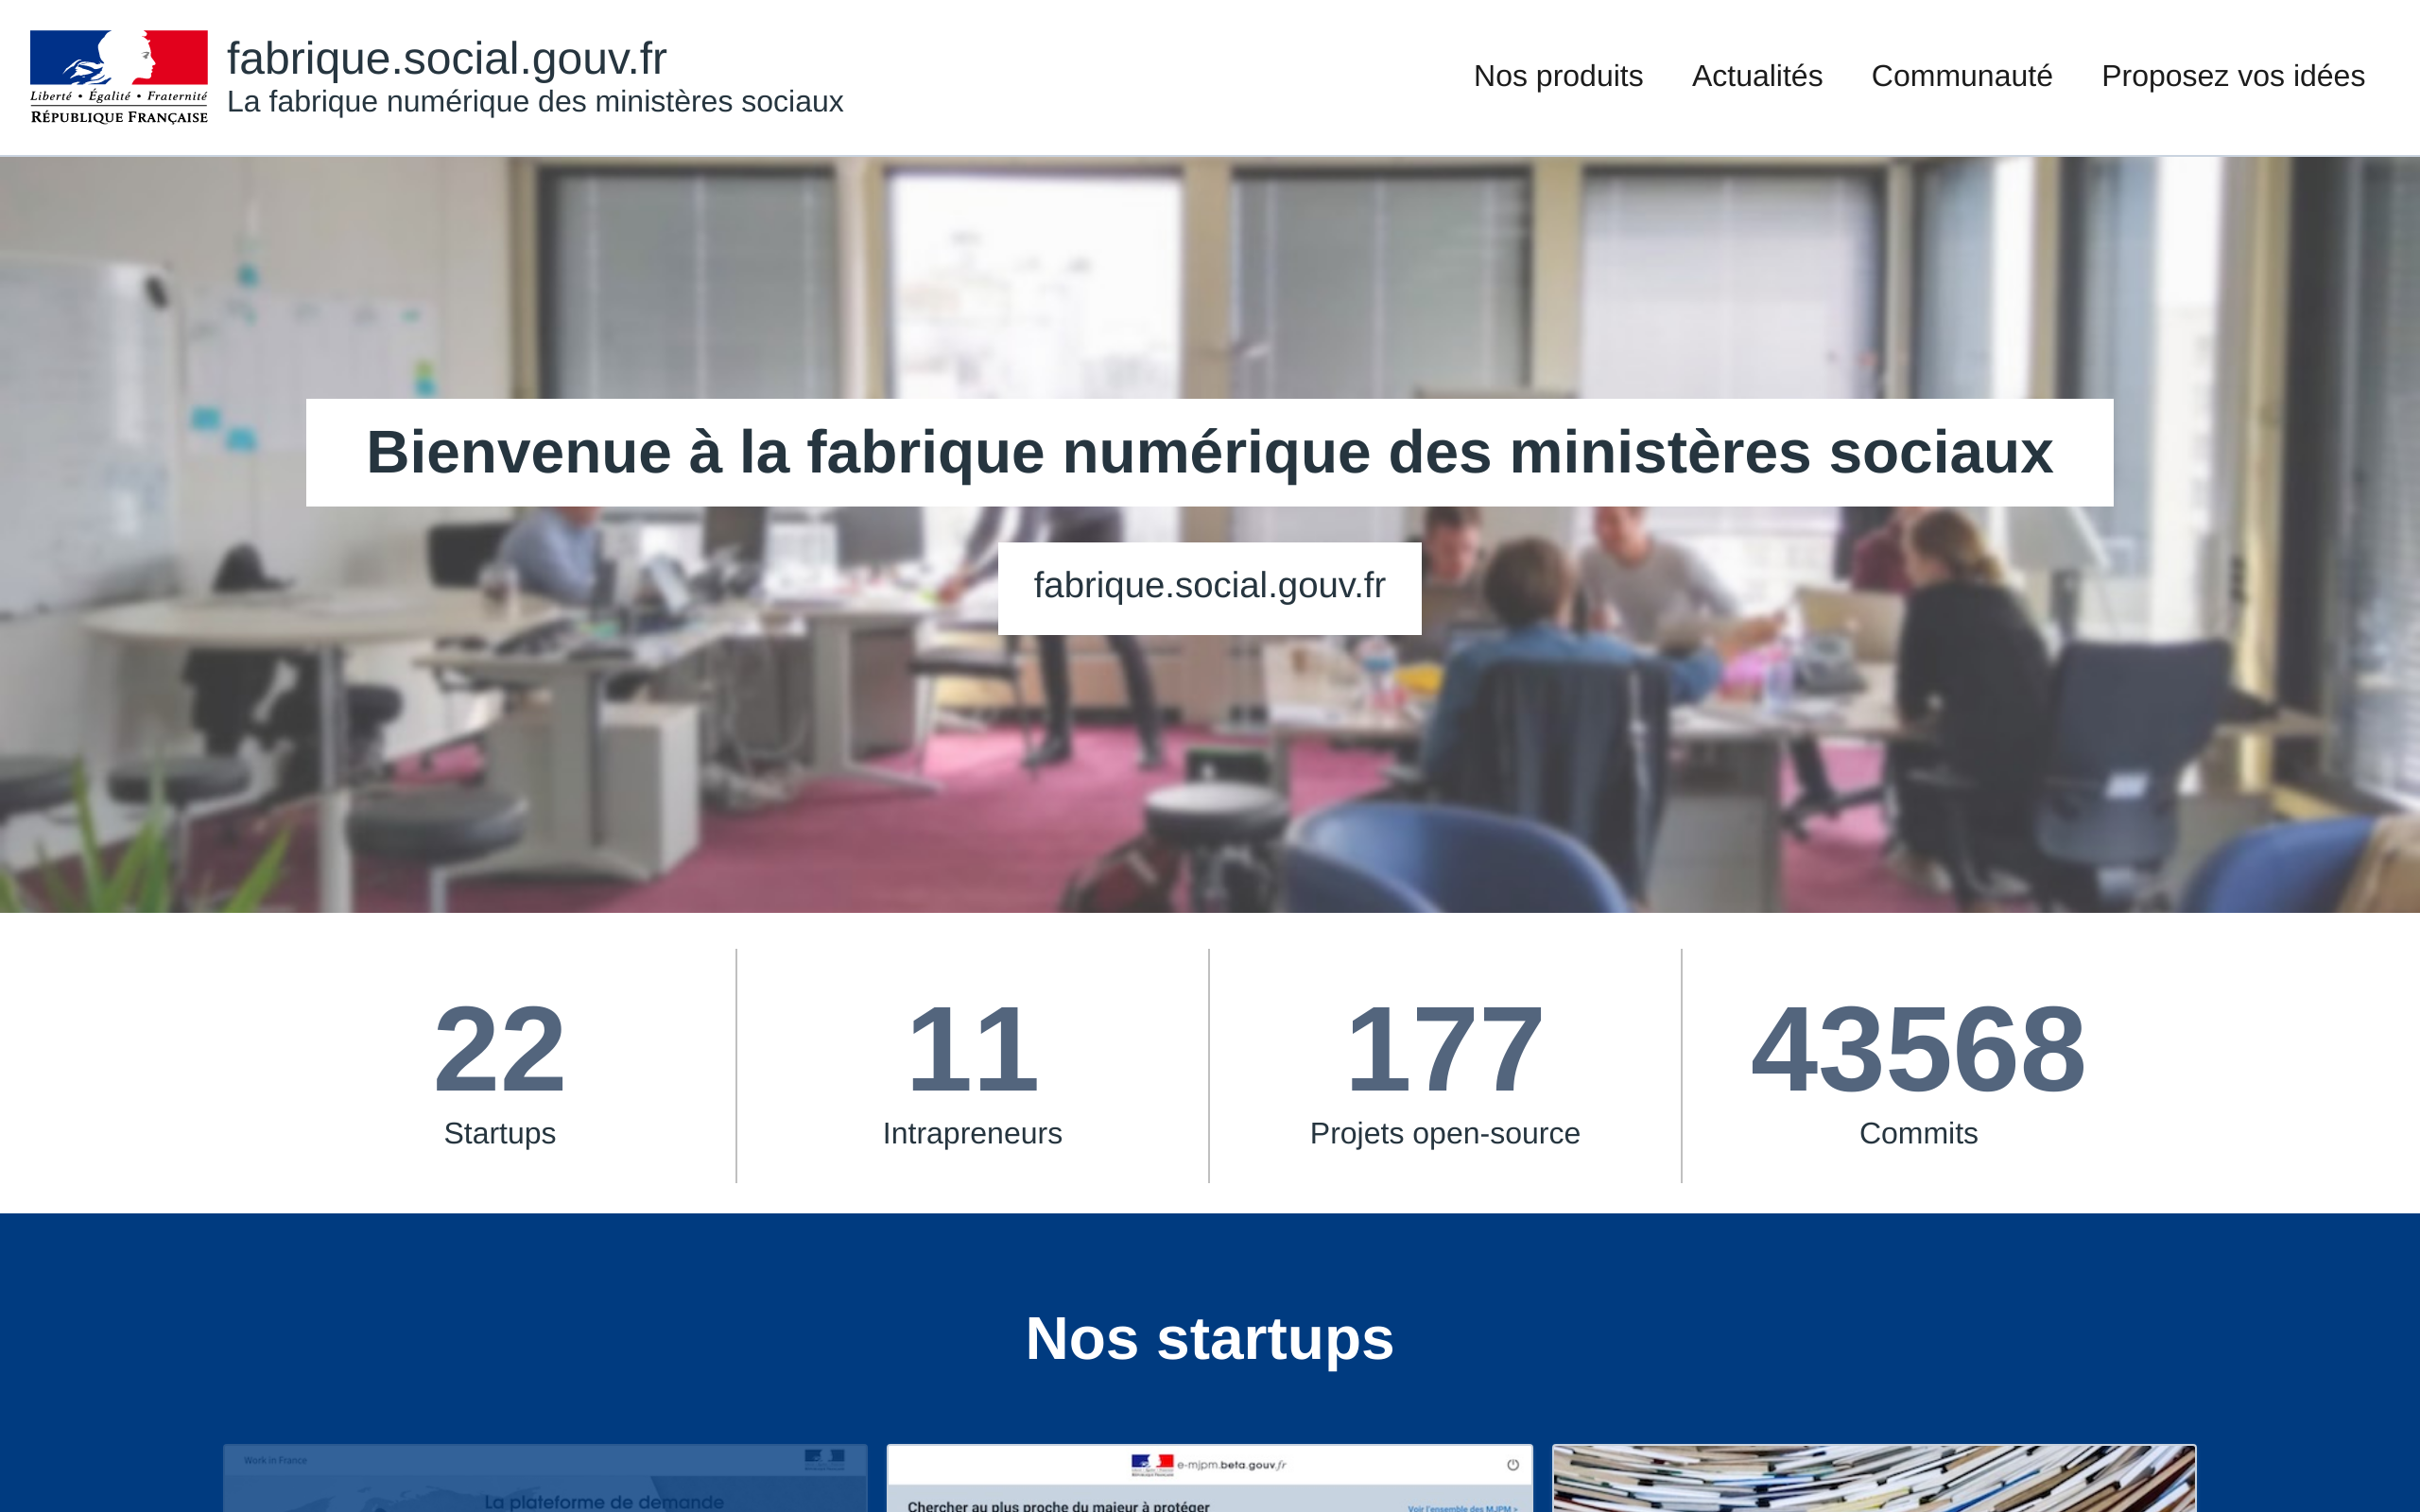 Liberté • Égalité • Fraternité
RÉPUBLIQUE FRANÇAISE
fabrique.social.gouv.fr
La fabrique numérique des ministères sociaux
Nos produits
Actualités
Communauté
Proposez vos idées
Bienvenue à la fabrique numérique des ministères sociaux
fabrique.social.gouv.fr
22
Startups
11
Intrapreneurs
177
Projets open-source
43568
Commits
Nos startups
Work in France
La plateforme de demande
e-mjpm.beta.gouv.fr
Chercher au plus proche du majeur à protéger
Voir l'ensemble des MJPM »